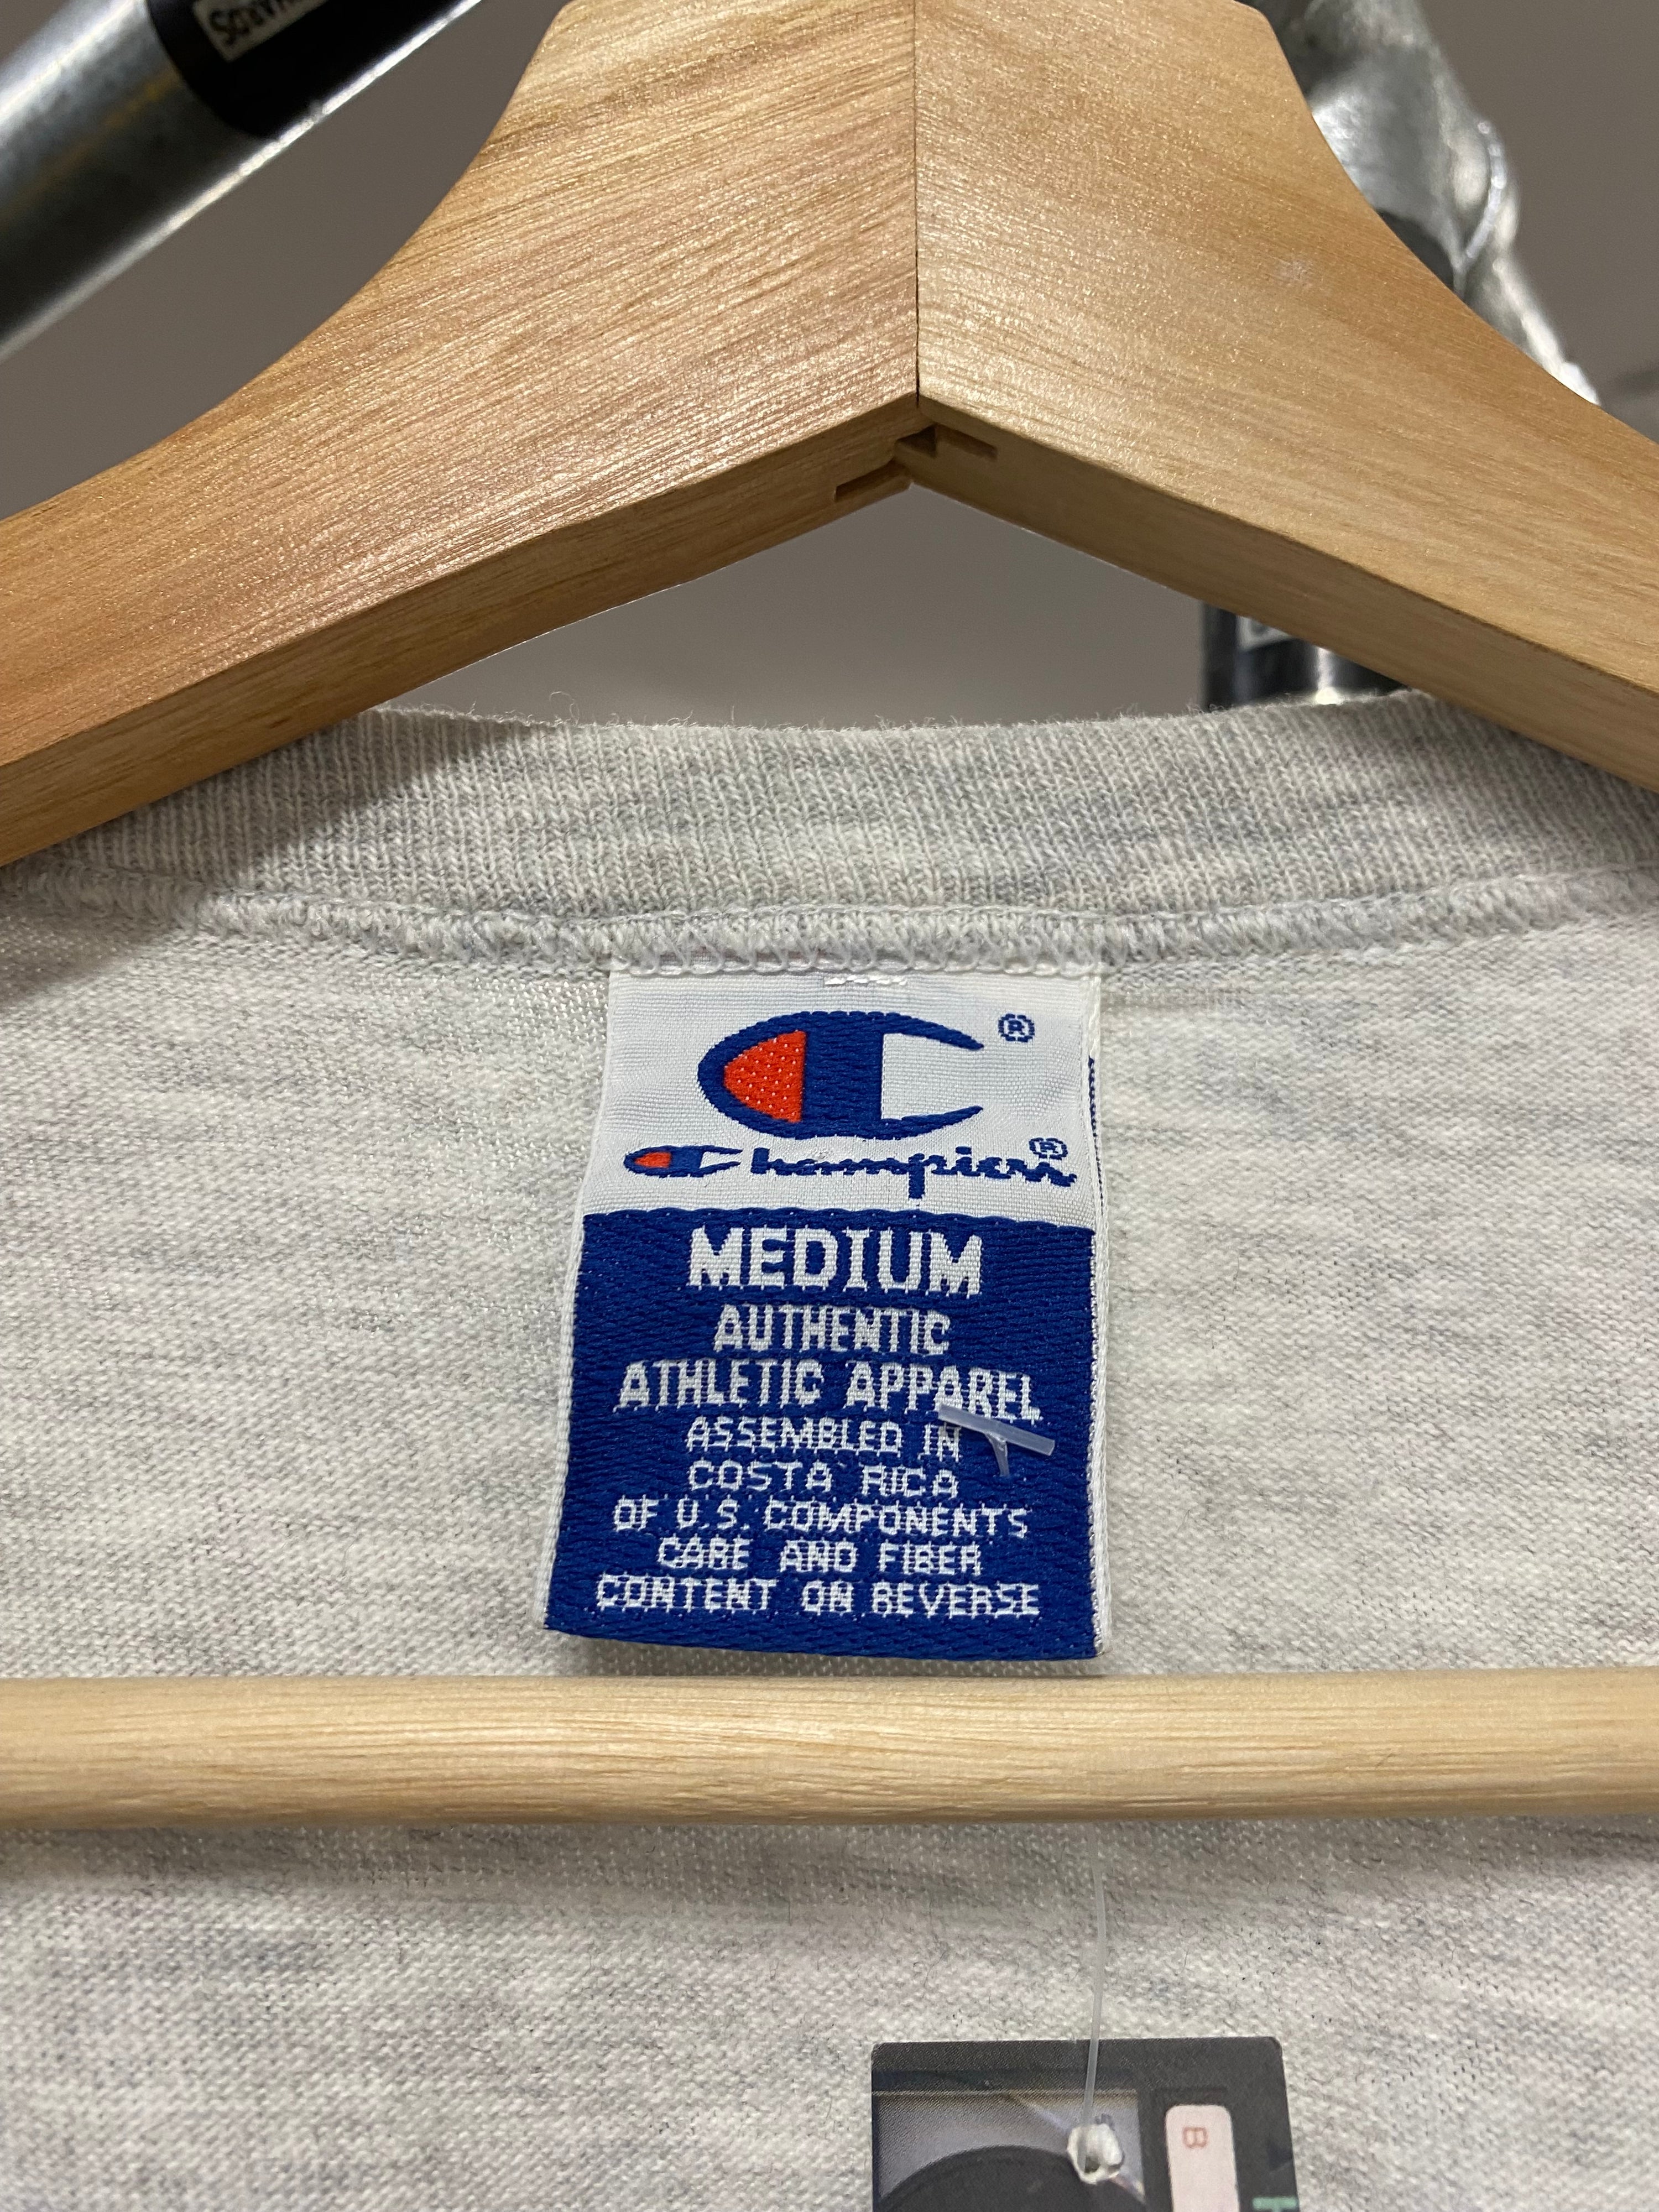 ®
Champion®
MEDIUM
AUTHENTIC
ATHLETIC APPAREL
ASSEMBLED IN
COSTA RICA
OF U.S. COMPONENTS
CARE AND FIBER
CONTENT ON REVERSE
B